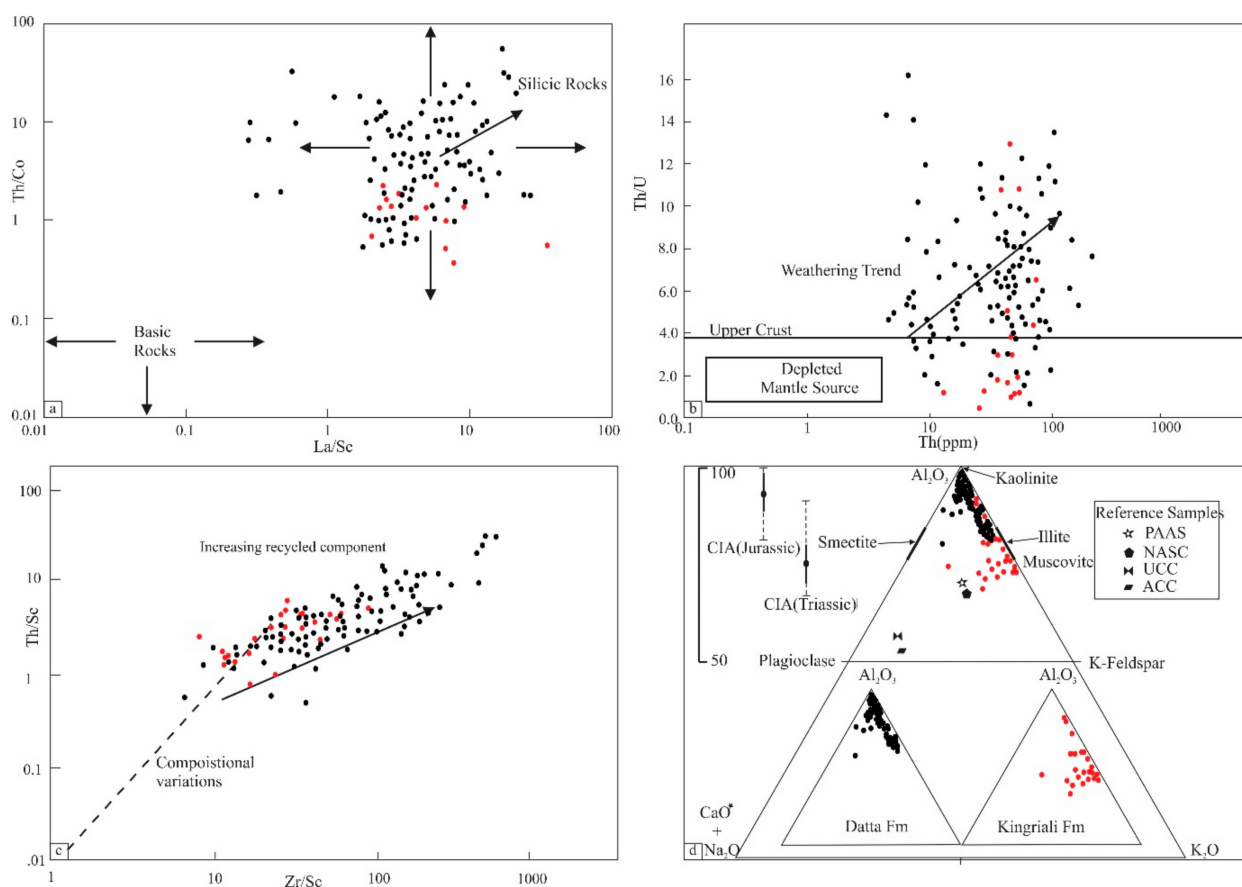 100
10
1
0.1
0.01
Th/Co
Silicic Rocks
Basic
Rocks
a
0.01
0.1
1
10
100
La/Sc
16
14
12
10
8.0
6.0
4.0
2.0
0.0
Th/U
Weathering Trend
Upper Crust
Depleted
Mantle Source
b
0.1
1
10
100
1000
Th(ppm)
100
10
1
0.1
.01
Th/Sc
Increasing recycled component
Compoistional
variations
c
10
100
1000
Zr/Sc
100
50
CIA(Jurassic)
CIA(Triassic)
Al₂O₃
Kaolinite
Smectite
Illite
Muscovite
Reference Samples
PAAS
NASC
UCC
ACC
Plagioclase
K-Feldspar
Al₂O₃
Al₂O₃
Datta Fm
Kingriali Fm
CaO*
+
Na₂O
K₂O
d